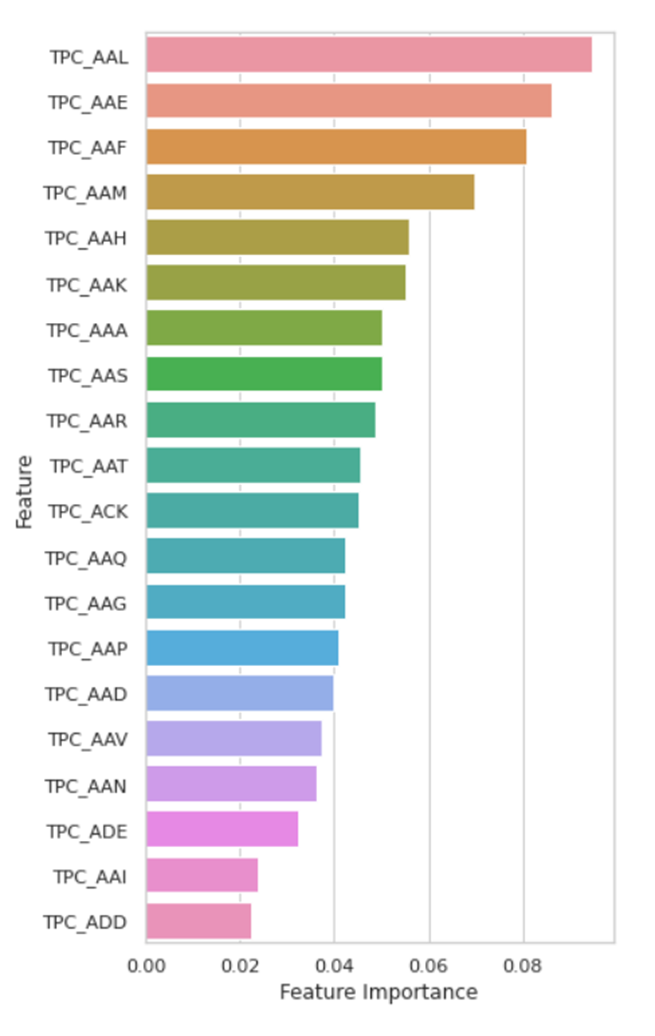 TPC_AAL
TPC_AAE
TPC_AAF
TPC_AAM
TPC_AAH
TPC_AAK
TPC_AAA
TPC_AAS
TPC_AAR
TPC_AAT
TPC_ACK
TPC_AAQ
TPC_AAG
TPC_AAP
TPC_AAD
TPC_AAV
TPC_AAN
TPC_ADE
TPC_AAI
TPC_ADD
Feature
0.00 0.02 0.04 0.06 0.08
Feature Importance